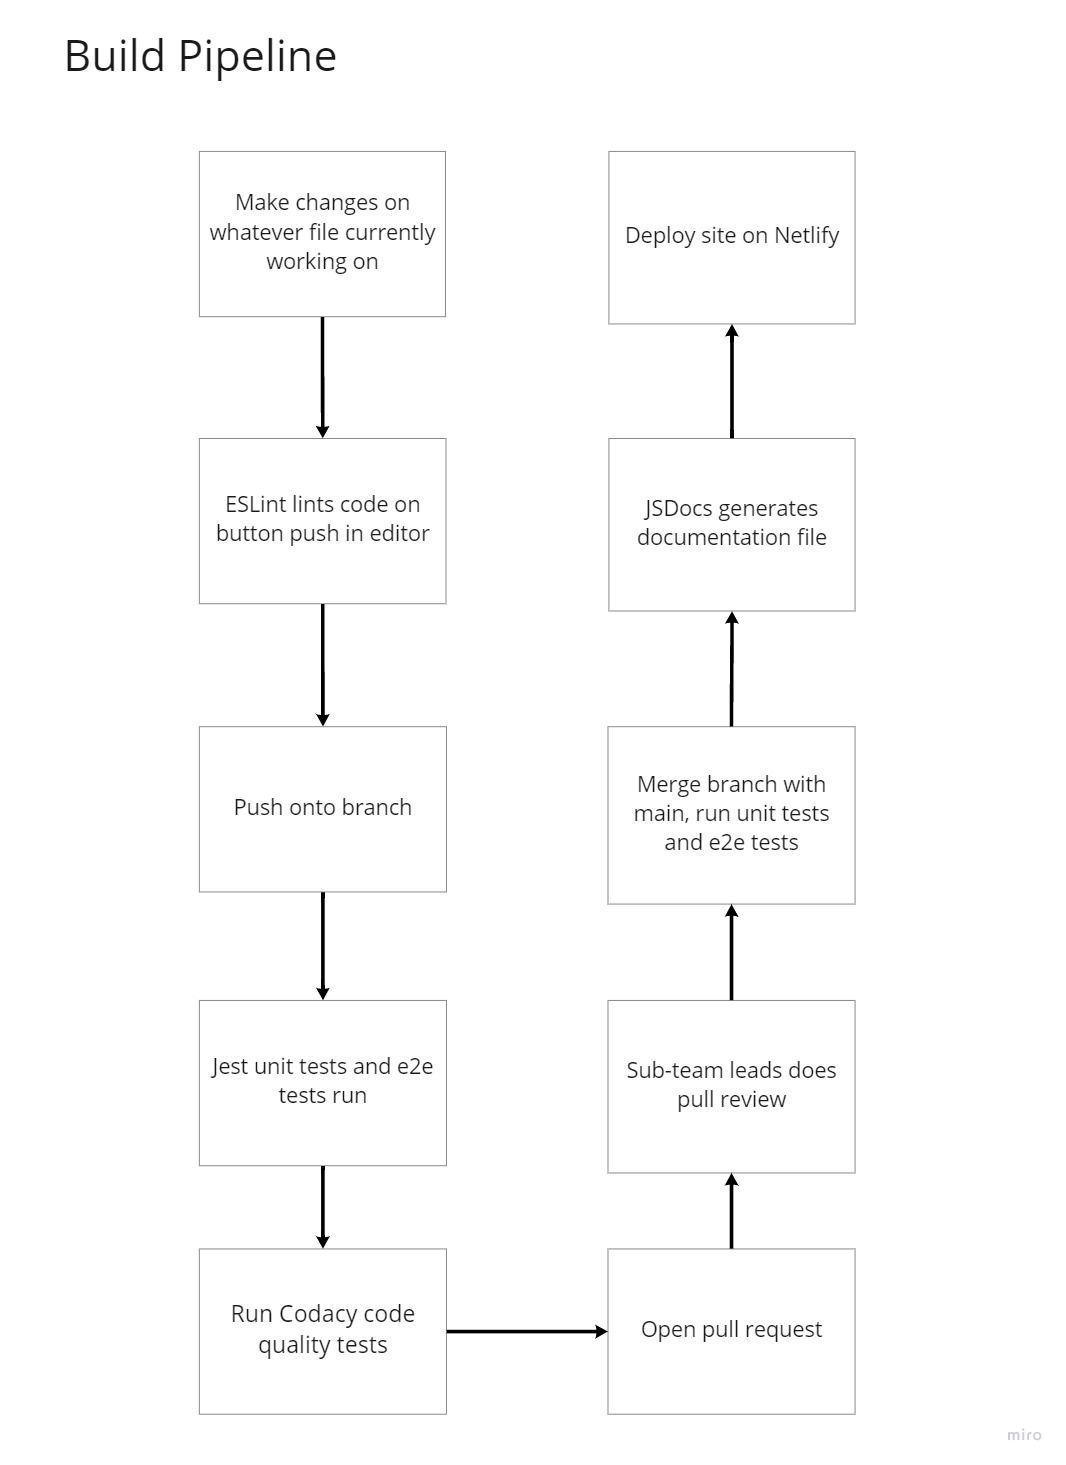 Build Pipeline
Make changes on
whatever file currently
working on
ESLint lints code on
button push in editor
Push onto branch
Jest unit tests and e2e
tests run
Run Codacy code
quality tests
Open pull request
Sub-team leads does
pull review
Merge branch with
main, run unit tests
and e2e tests
JSDocs generates
documentation file
Deploy site on Netlify
miro